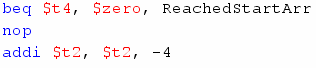 beq $t4, $zero, ReachedStartArr
nop
addi $t2, $t2, -4